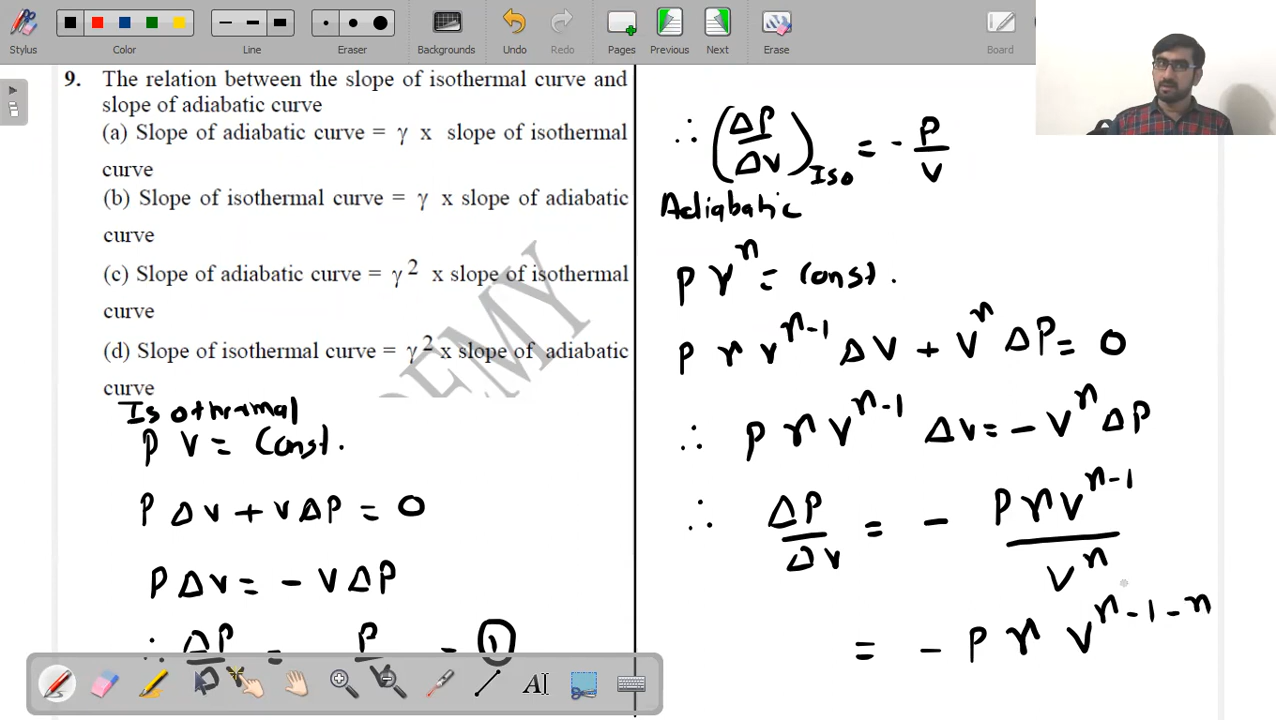 Stylus
Color
Line
Eraser
Backgrounds
Undo
Redo
Pages
Previous
Next
Erase
Board
9. The relation between the slope of isothermal curve and
slope of adiabatic curve
(a) Slope of adiabatic curve = γ x slope of isothermal
curve
(b) Slope of isothermal curve = γ x slope of adiabatic
curve
(c) Slope of adiabatic curve = γ² x slope of isothermal
curve
(d) Slope of isothermal curve = γ² x slope of adiabatic
curve
EMY
Isothermal
P V = Const.
P ΔV + V ΔP = 0
P ΔV = - V ΔP
∴ ΔP = P - ①
∴ (ΔP/ΔV)Iso = - P/V
Adiabatic
P V^γ = Const.
P γ V^γ-1 ΔV + V^γ ΔP = 0
∴ P γ V^γ-1 ΔV = - V^γ ΔP
∴ ΔP/ΔV = - P γ V^γ-1 / V^γ
= - P γ V^γ-1-γ